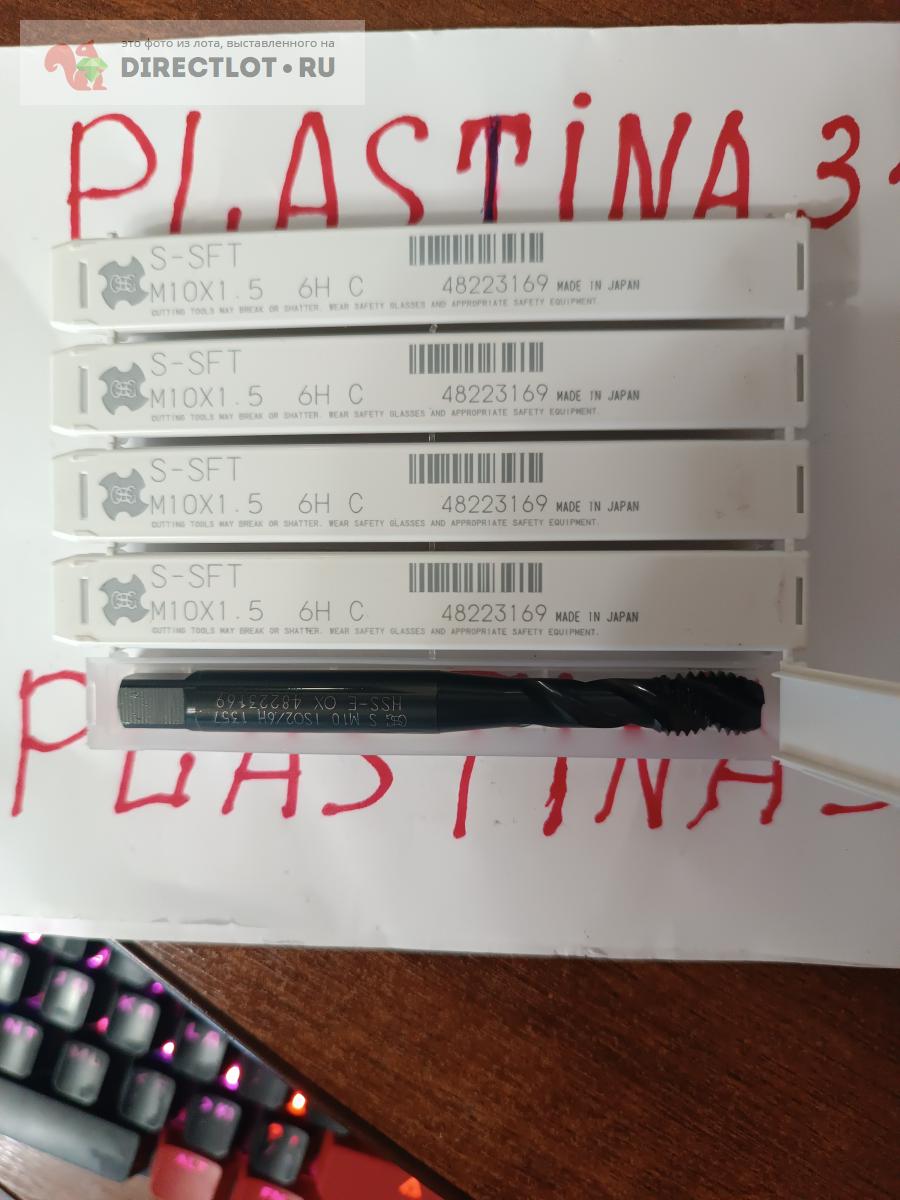 это фото из лота, выставленного на
DIRECTLOT•RU
PLASTINA 3
S-SFT
M10X1.5 6H C 48223169 MADE IN JAPAN
CUTTING TOOLS MAY BREAK OR SHATTER. WEAR SAFETY GLASSES AND APPROPRIATE SAFETY EQUIPMENT.
S-SFT
M10X1.5 6H C 48223169 MADE IN JAPAN
CUTTING TOOLS MAY BREAK OR SHATTER. WEAR SAFETY GLASSES AND APPROPRIATE SAFETY EQUIPMENT.
S-SFT
M10X1.5 6H C 48223169 MADE IN JAPAN
CUTTING TOOLS MAY BREAK OR SHATTER. WEAR SAFETY GLASSES AND APPROPRIATE SAFETY EQUIPMENT.
S-SFT
M10X1.5 6H C 48223169 MADE IN JAPAN
CUTTING TOOLS MAY BREAK OR SHATTER. WEAR SAFETY GLASSES AND APPROPRIATE SAFETY EQUIPMENT.
S M10 ISO2/6H 1357
HSS-E OX 48223169
PLASTINA
ALT